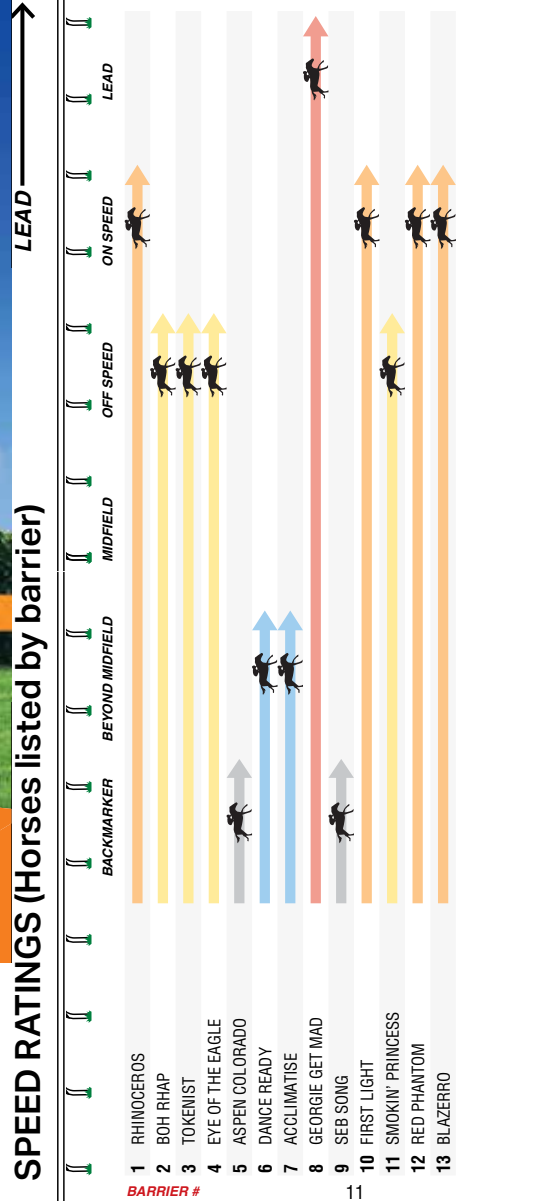 SPEED RATINGS (Horses listed by barrier)
LEAD
BACKMARKER BEYOND MIDFIELD MIDFIELD OFF SPEED ON SPEED LEAD
1 RHINOCEROS
2 BOH RHAP
3 TOKENIST
4 EYE OF THE EAGLE
5 ASPEN COLORADO
6 DANCE READY
7 ACCLIMATISE
8 GEORGIE GET MAD
9 SEB SONG
10 FIRST LIGHT
11 SMOKIN' PRINCESS
12 RED PHANTOM
13 BLAZERRO
BARRIER #
11